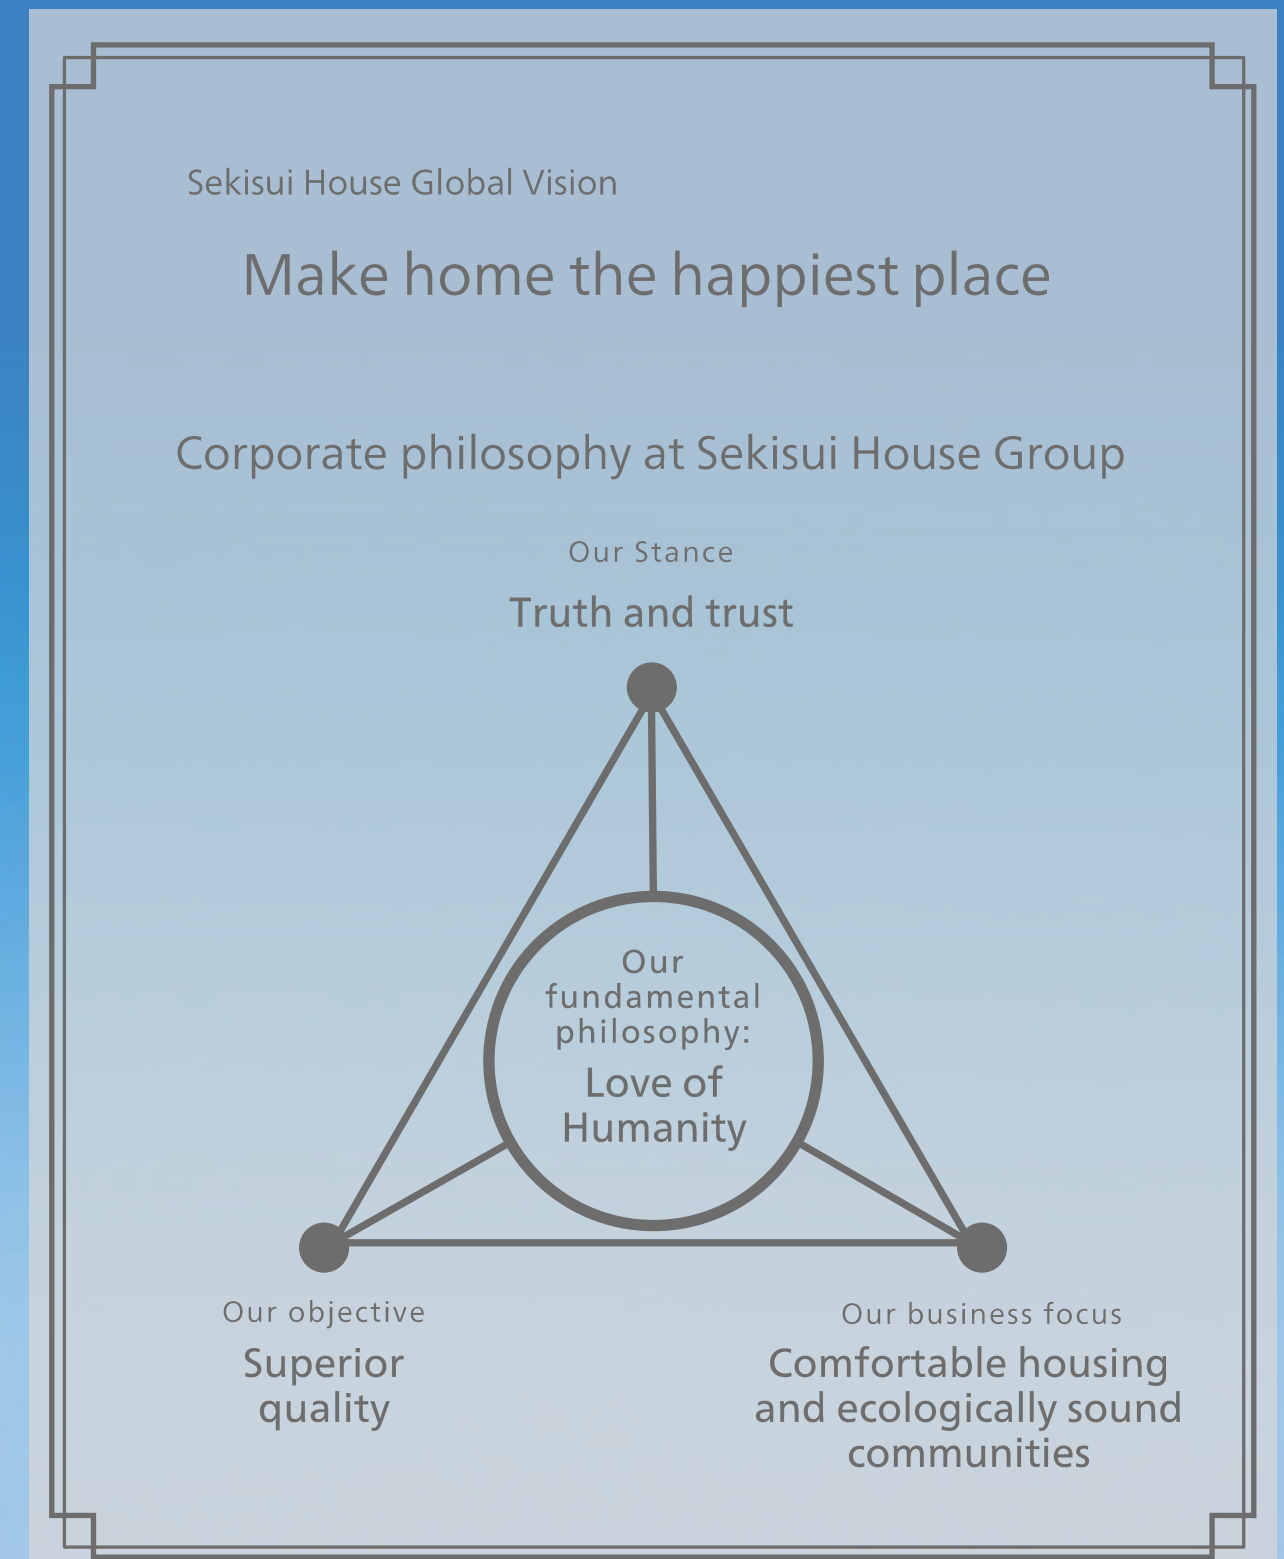 Sekisui House Global Vision
Make home the happiest place
Corporate philosophy at Sekisui House Group
Our Stance
Truth and trust
Our
fundamental
philosophy:
Love of
Humanity
Our objective
Superior
quality
Our business focus
Comfortable housing
and ecologically sound
communities